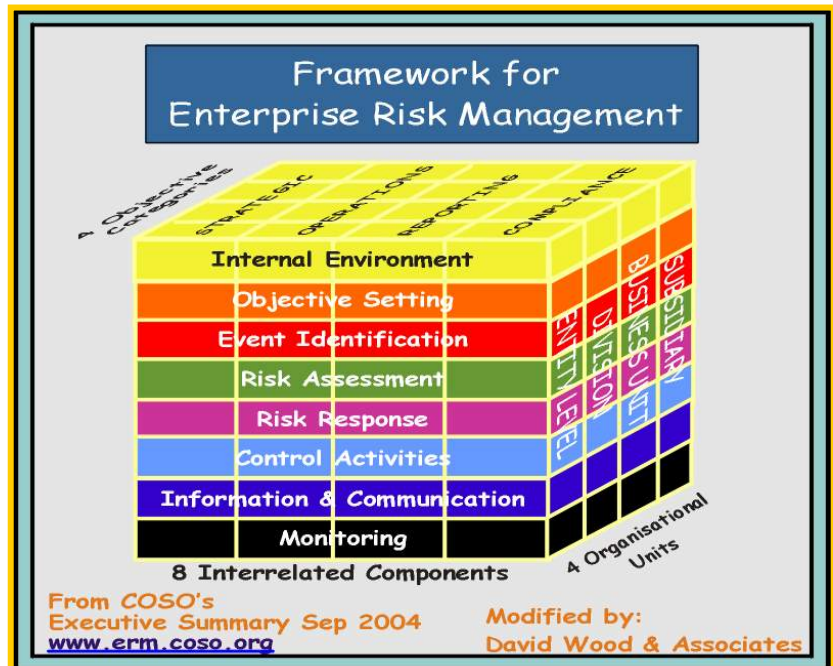 Framework for
Enterprise Risk Management
4 Objective
Categories
STRATEGIC
OPERATIONS
REPORTING
COMPLIANCE
Internal Environment
Objective Setting
Event Identification
Risk Assessment
Risk Response
Control Activities
Information & Communication
Monitoring
ENTITY LEVEL
DIVISION
BUSINESS UNIT
SUBSIDIARY
8 Interrelated Components
4 Organisational
Units
From COSO's
Executive Summary Sep 2004
www.erm.coso.org
Modified by:
David Wood & Associates